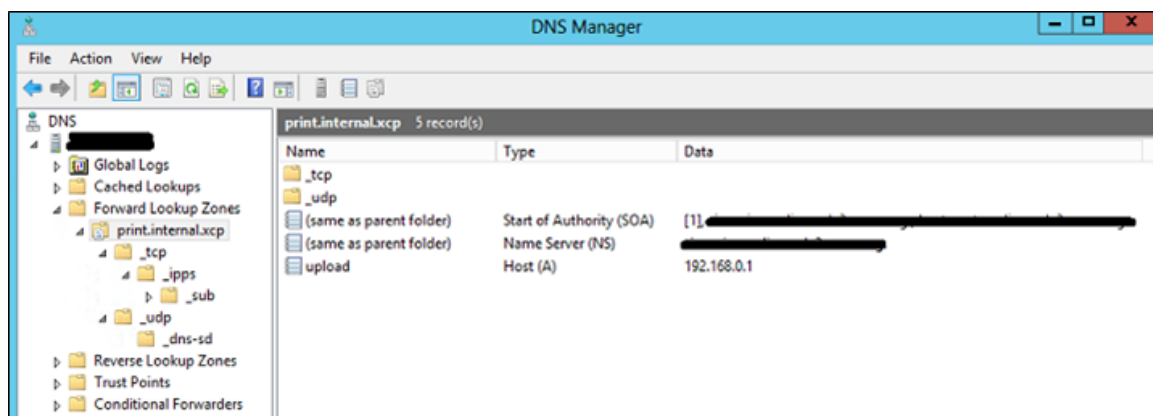 DNS Manager
File Action View Help
DNS
Global Logs
Cached Lookups
Forward Lookup Zones
print.internal.xcp
_tcp
_ipps
_sub
_udp
_dns-sd
Reverse Lookup Zones
Trust Points
Conditional Forwarders
print.internal.xcp 5 record(s)
Name Type Data
_tcp
_udp
(same as parent folder) Start of Authority (SOA) [1],
(same as parent folder) Name Server (NS)
upload Host (A) 192.168.0.1